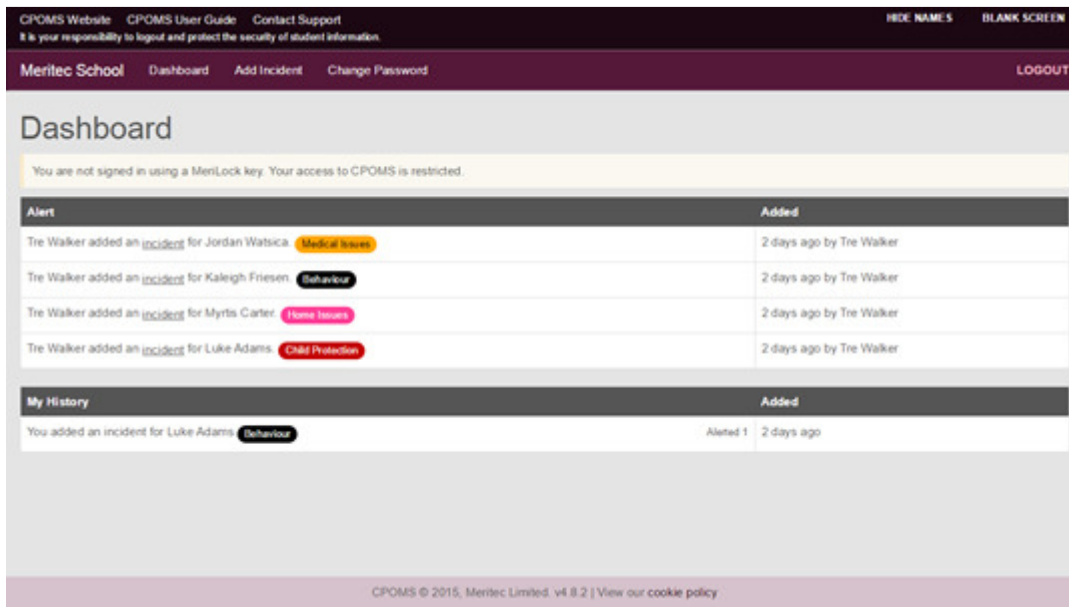 CPOMS Website CPOMS User Guide Contact Support HIDE NAMES BLANK SCREEN
It is your responsibility to logout and protect the security of student information.
Meritec School Dashboard Add Incident Change Password LOGOUT
Dashboard
You are not signed in using a MeriLock key. Your access to CPOMS is restricted.
Alert Added
Tre Walker added an incident for Jordan Watsica. Medical Issues 2 days ago by Tre Walker
Tre Walker added an incident for Kaleigh Friesen. Behaviour 2 days ago by Tre Walker
Tre Walker added an incident for Myrtis Carter. Home Issues 2 days ago by Tre Walker
Tre Walker added an incident for Luke Adams. Child Protection 2 days ago by Tre Walker
My History Added
You added an incident for Luke Adams Behaviour Alerted 1 2 days ago
CPOMS © 2015, Meritec Limited. v4.8.2 | View our cookie policy